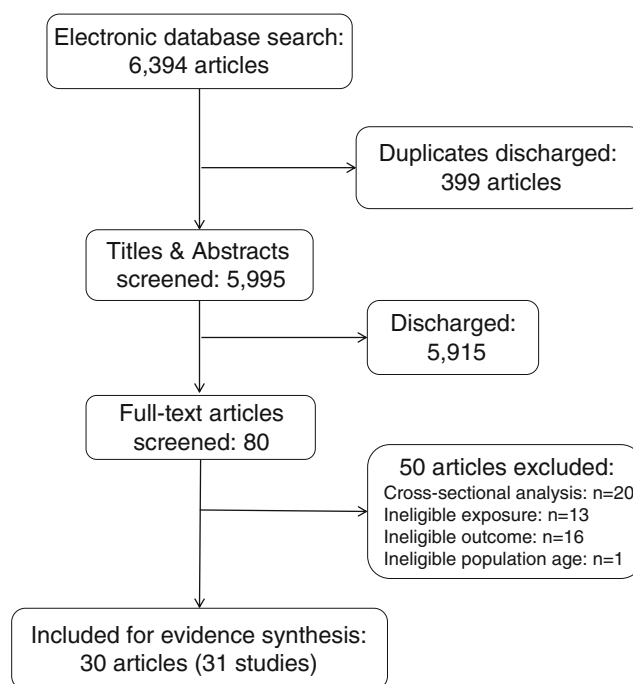 Electronic database search:
6,394 articles
Duplicates discharged:
399 articles
Titles & Abstracts
screened: 5,995
Discharged:
5,915
Full-text articles
screened: 80
50 articles excluded:
Cross-sectional analysis: n=20
Ineligible exposure: n=13
Ineligible outcome: n=16
Ineligible population age: n=1
Included for evidence synthesis:
30 articles (31 studies)